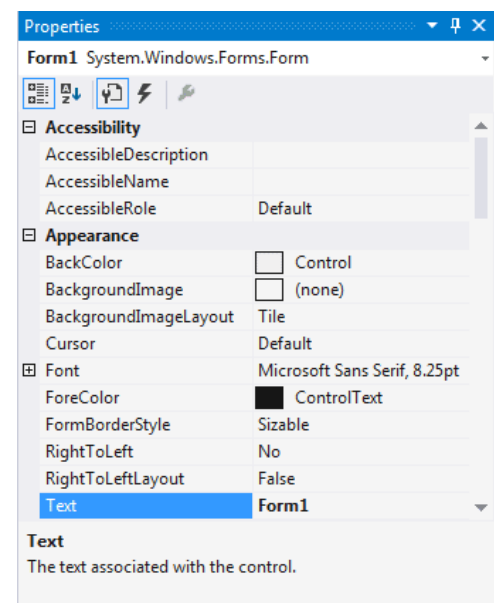 Properties
Form1 System.Windows.Forms.Form
Accessibility
AccessibleDescription
AccessibleName
AccessibleRole Default
Appearance
BackColor Control
BackgroundImage (none)
BackgroundImageLayout Tile
Cursor Default
Font Microsoft Sans Serif, 8.25pt
ForeColor ControlText
FormBorderStyle Sizable
RightToLeft No
RightToLeftLayout False
Text Form1
Text
The text associated with the control.